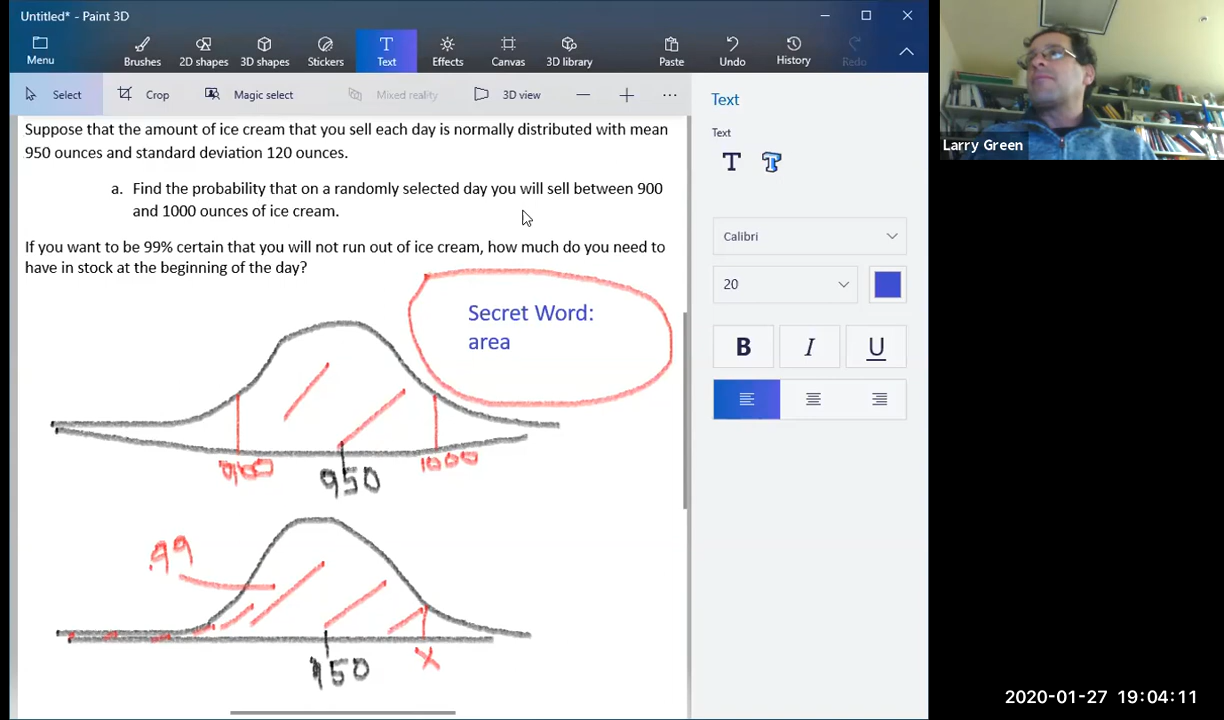 Untitled* - Paint 3D
Menu
Brushes
2D shapes
3D shapes
Stickers
Text
Effects
Canvas
3D library
Paste
Undo
History
Redo
Select
Crop
Magic select
Mixed reality
3D view
Text
Text
Calibri
20
B I U
Larry Green
Suppose that the amount of ice cream that you sell each day is normally distributed with mean
950 ounces and standard deviation 120 ounces.
a. Find the probability that on a randomly selected day you will sell between 900
and 1000 ounces of ice cream.
If you want to be 99% certain that you will not run out of ice cream, how much do you need to
have in stock at the beginning of the day?
Secret Word:
area
900
950
1000
.99
950
x
2020-01-27 19:04:11